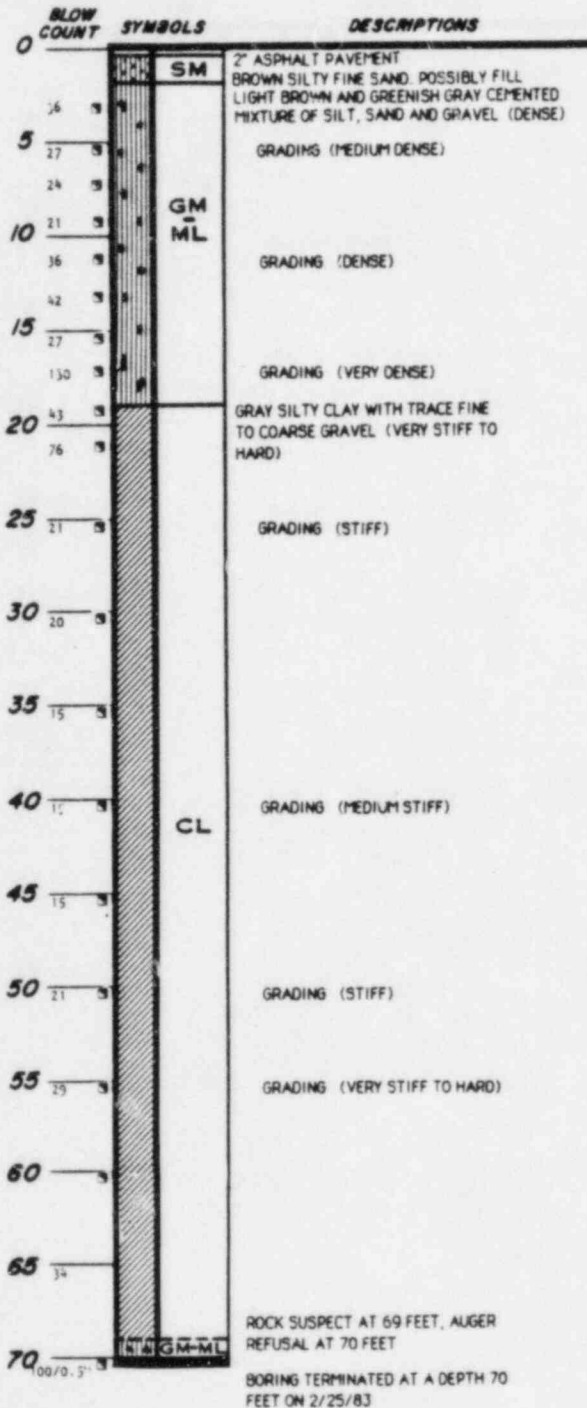 BLOW COUNT SYMBOLS DESCRIPTIONS
0
2" ASPHALT PAVEMENT
SM
BROWN SILTY FINE SAND. POSSIBLY FILL
LIGHT BROWN AND GREENISH GRAY CEMENTED
MIXTURE OF SILT, SAND AND GRAVEL (DENSE)
5
27
GRADING (MEDIUM DENSE)
24
GM-ML
21
10
36
GRADING (DENSE)
42
15
27
130
GRADING (VERY DENSE)
43
GRAY SILTY CLAY WITH TRACE FINE
20
TO COARSE GRAVEL (VERY STIFF TO
76
HARD)
25
21
GRADING (STIFF)
30
20
35
15
40
GRADING (MEDIUM STIFF)
CL
45
15
50
21
GRADING (STIFF)
55
29
GRADING (VERY STIFF TO HARD)
60
65
34
ROCK SUSPECT AT 69 FEET, AUGER
GM-ML
REFUSAL AT 70 FEET
70
BORING TERMINATED AT A DEPTH 70
FEET ON 2/25/83